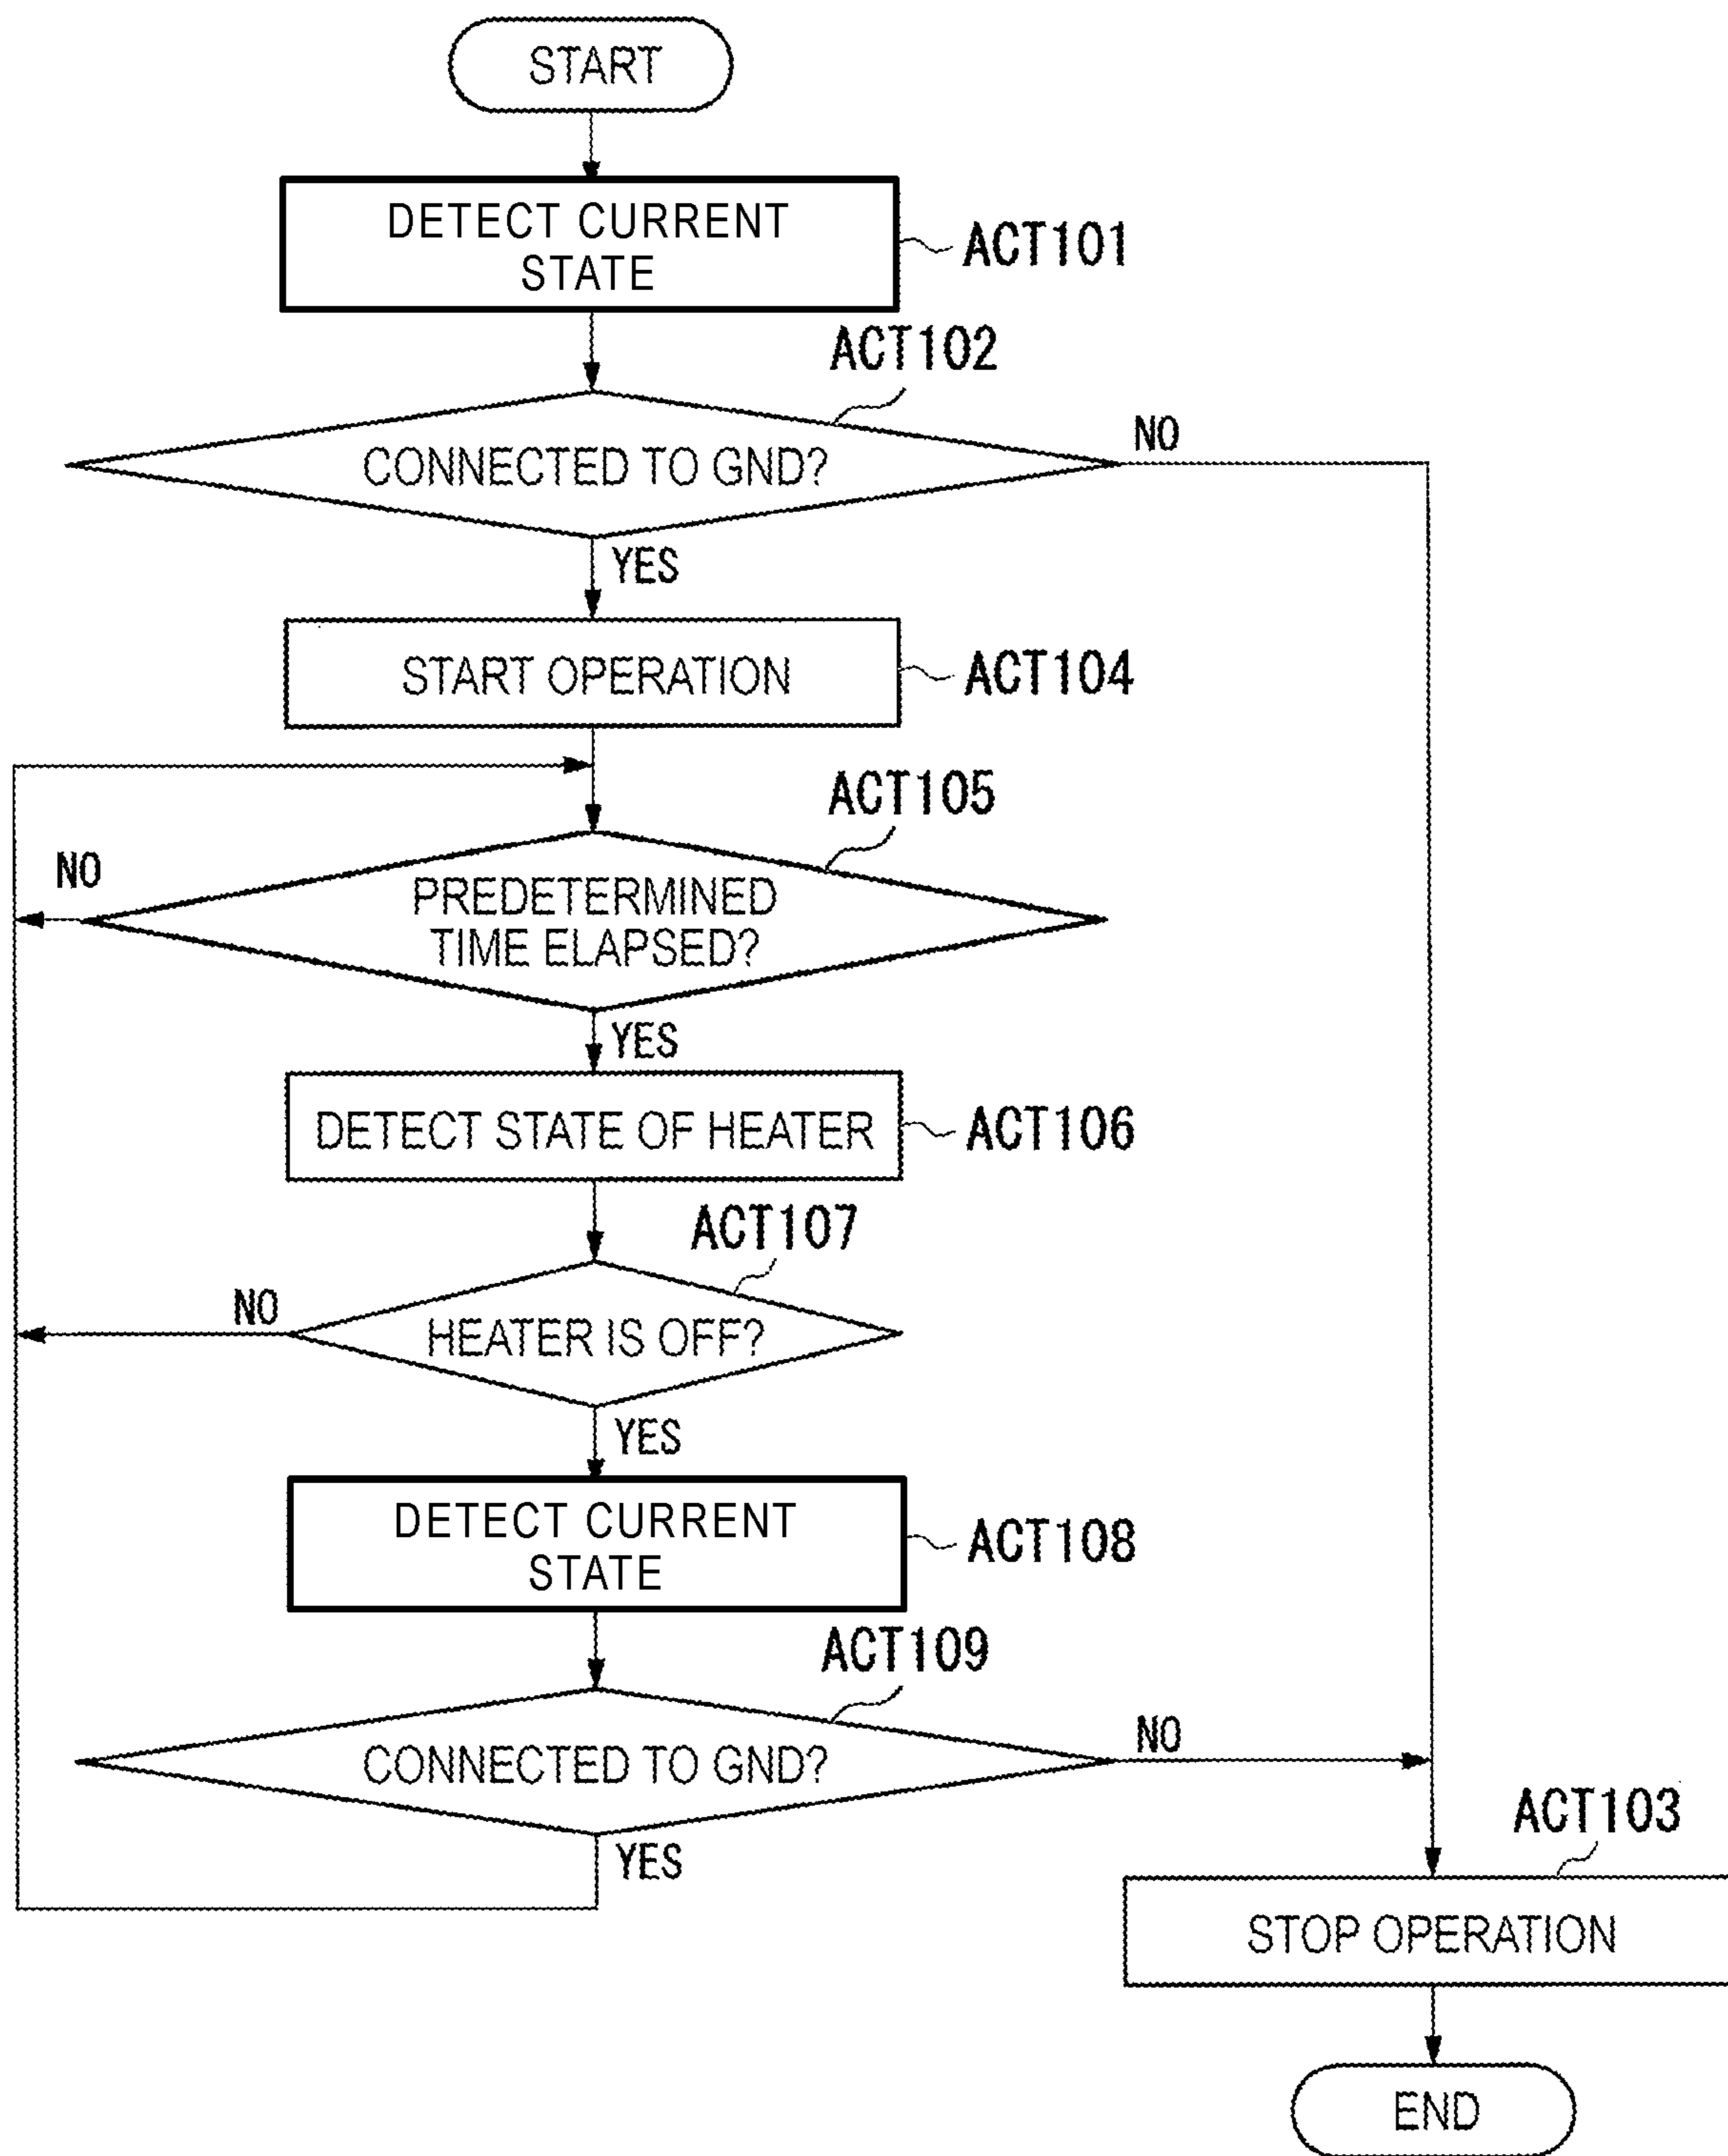 START
DETECT CURRENT
STATE
ACT101
ACT102
CONNECTED TO GND?
NO
YES
START OPERATION
ACT104
ACT105
NO
PREDETERMINED
TIME ELAPSED?
YES
DETECT STATE OF HEATER
ACT106
ACT107
NO
HEATER IS OFF?
YES
DETECT CURRENT
STATE
ACT108
ACT109
CONNECTED TO GND?
NO
YES
ACT103
STOP OPERATION
END